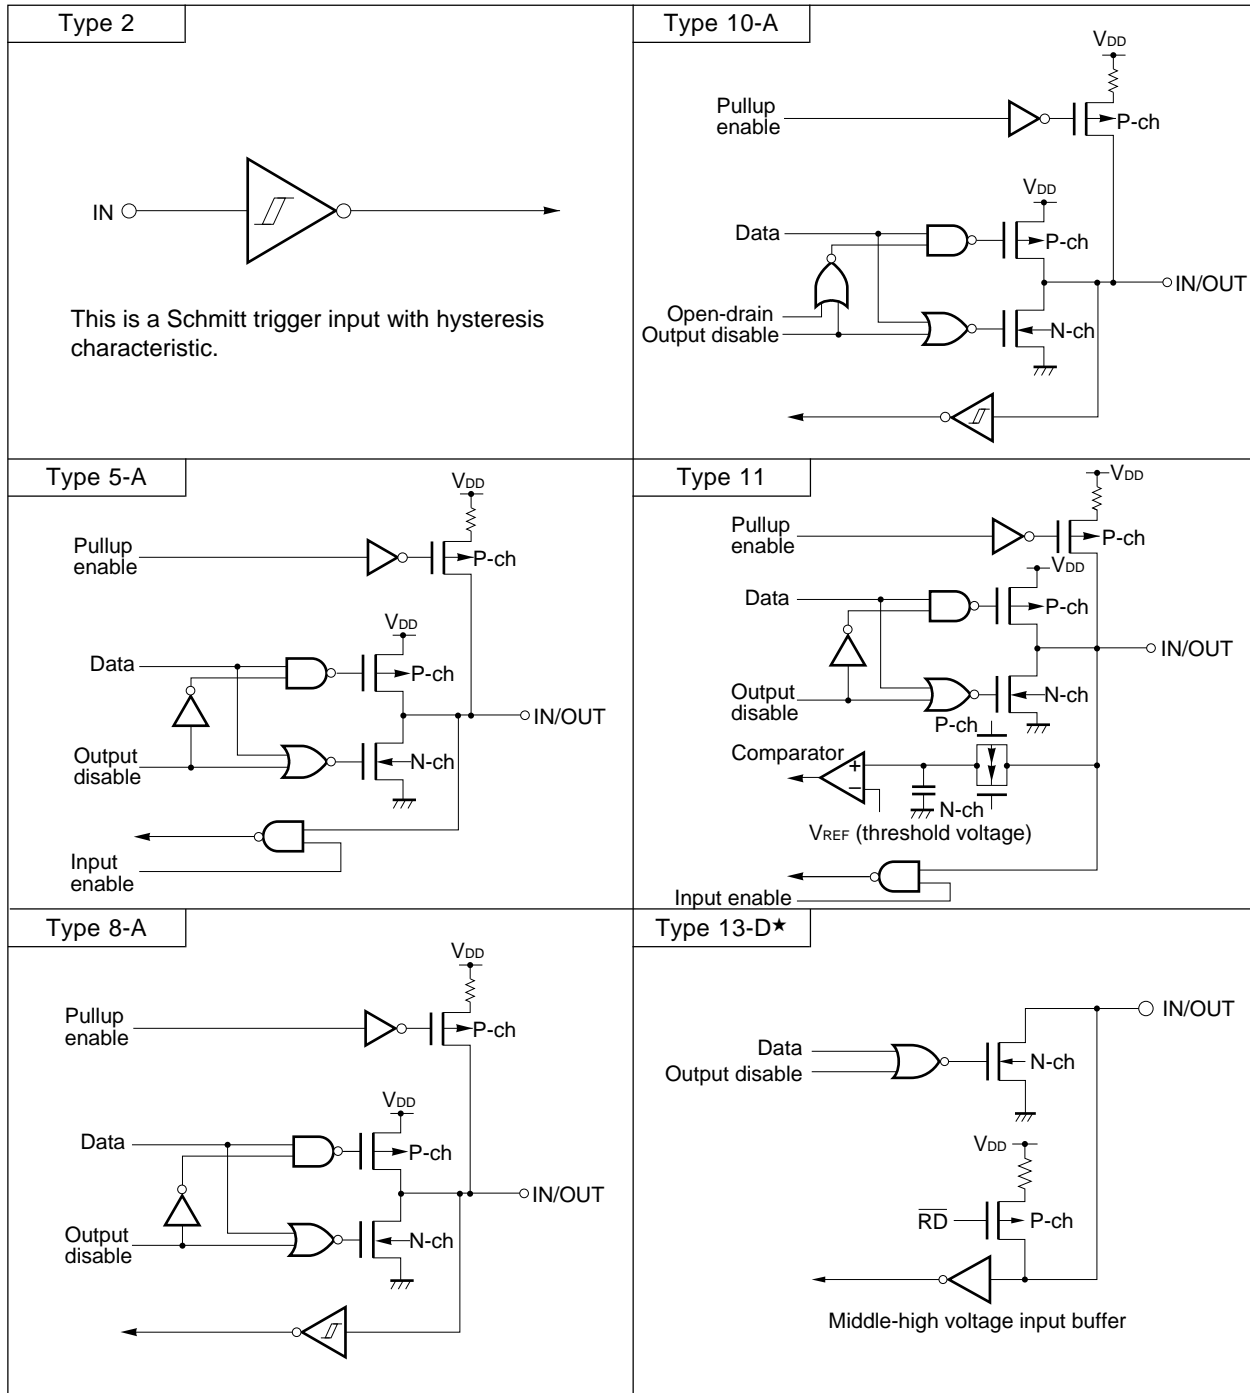 Type 2
IN
This is a Schmitt trigger input with hysteresis
characteristic.
Type 10-A
VDD
Pullup
enable
P-ch
VDD
Data
P-ch
IN/OUT
Open-drain
Output disable
N-ch
Type 5-A
VDD
Pullup
enable
P-ch
VDD
Data
P-ch
IN/OUT
Output
disable
N-ch
Input
enable
Type 11
VDD
Pullup
enable
P-ch
VDD
Data
P-ch
IN/OUT
Output
disable
N-ch
P-ch
Comparator
+
−
N-ch
VREF (threshold voltage)
Input enable
Type 8-A
VDD
Pullup
enable
P-ch
VDD
Data
P-ch
IN/OUT
Output
disable
N-ch
Type 13-D★
IN/OUT
Data
Output disable
N-ch
VDD
R̅D̅
P-ch
Middle-high voltage input buffer